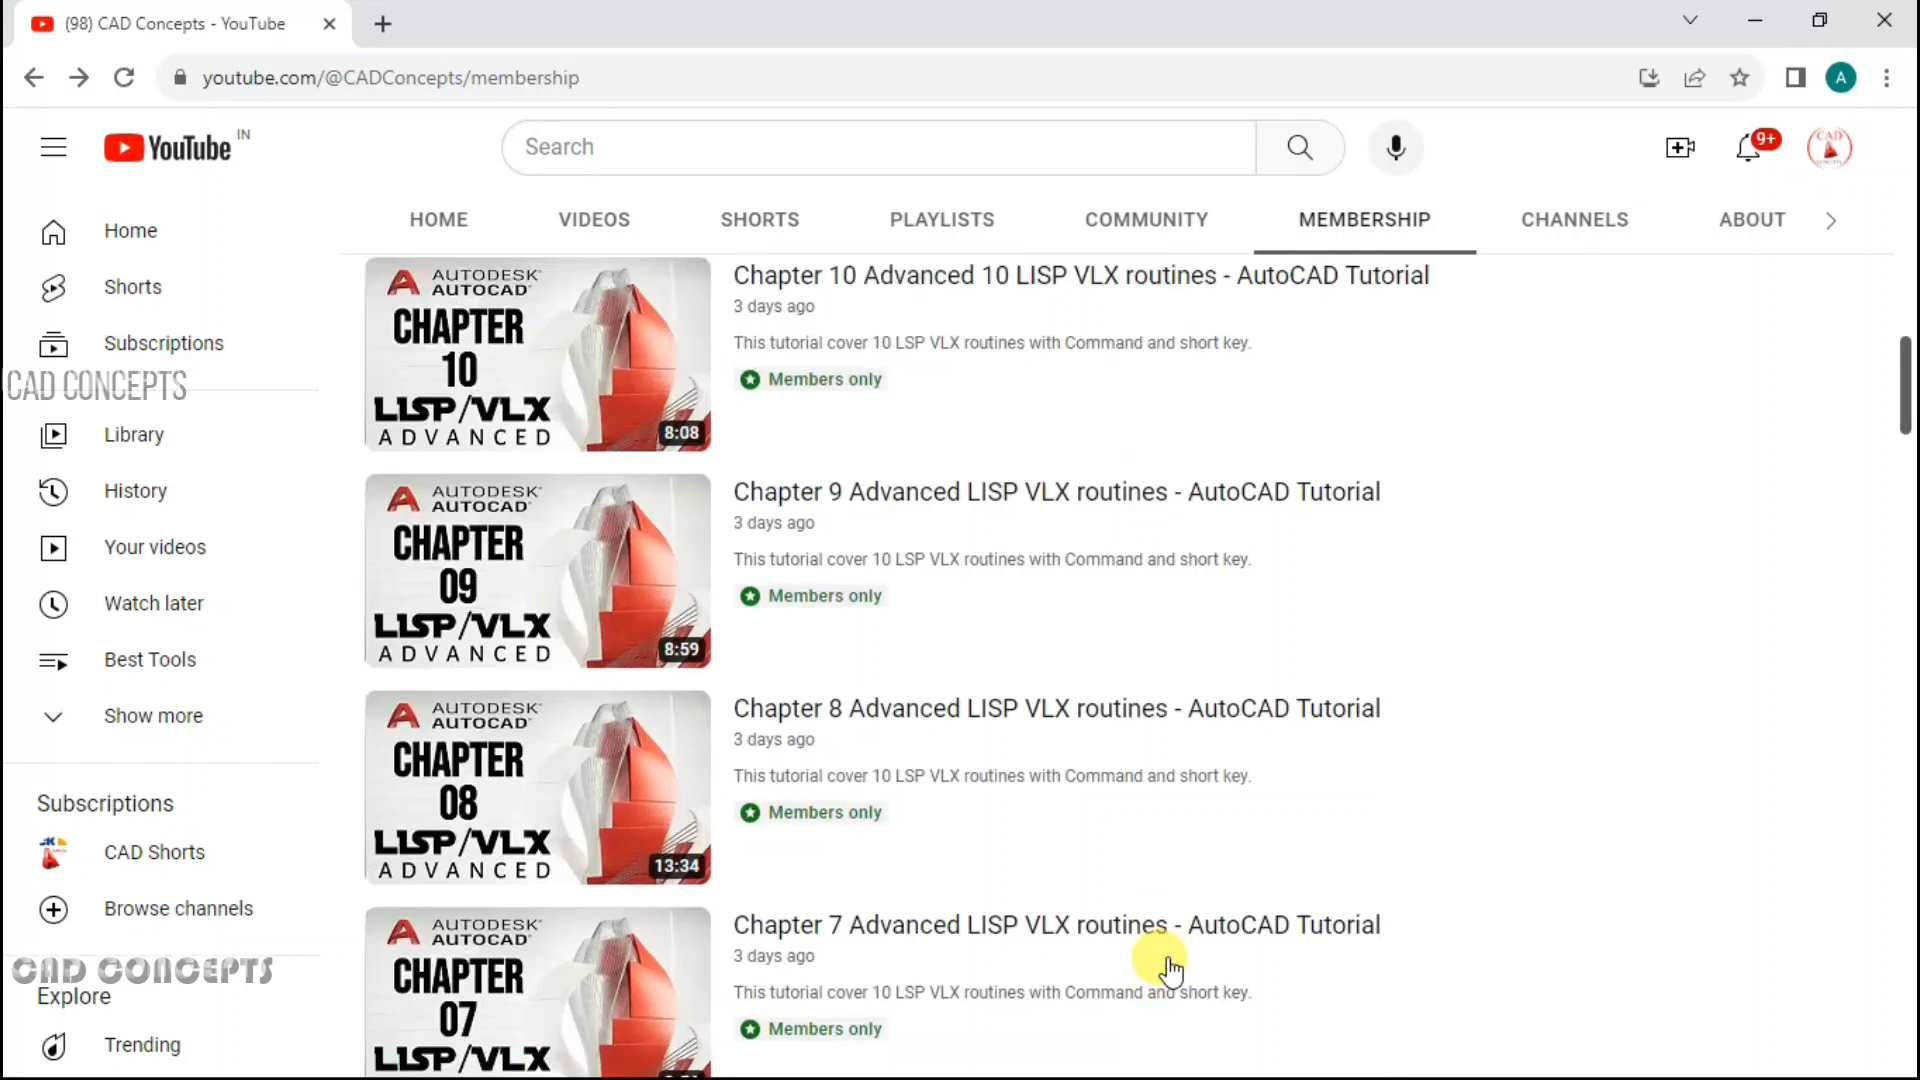 (98) CAD Concepts - YouTube
youtube.com/@CADConcepts/membership
A
YouTube IN
Search
9+
CAD
HOME
VIDEOS
SHORTS
PLAYLISTS
COMMUNITY
MEMBERSHIP
CHANNELS
ABOUT
Home
Shorts
Subscriptions
CAD CONCEPTS
Library
History
Your videos
Watch later
Best Tools
Show more
Subscriptions
CAD Shorts
Browse channels
CAD CONCEPTS
Explore
Trending
AUTODESK
AUTOCAD
CHAPTER
10
LISP/VLX
ADVANCED
8:08
Chapter 10 Advanced 10 LISP VLX routines - AutoCAD Tutorial
3 days ago
This tutorial cover 10 LSP VLX routines with Command and short key.
Members only
AUTODESK
AUTOCAD
CHAPTER
09
LISP/VLX
ADVANCED
8:59
Chapter 9 Advanced LISP VLX routines - AutoCAD Tutorial
3 days ago
This tutorial cover 10 LSP VLX routines with Command and short key.
Members only
AUTODESK
AUTOCAD
CHAPTER
08
LISP/VLX
ADVANCED
13:34
Chapter 8 Advanced LISP VLX routines - AutoCAD Tutorial
3 days ago
This tutorial cover 10 LSP VLX routines with Command and short key.
Members only
AUTODESK
AUTOCAD
CHAPTER
07
LISP/VLX
Chapter 7 Advanced LISP VLX routines - AutoCAD Tutorial
3 days ago
This tutorial cover 10 LSP VLX routines with Command and short key.
Members only